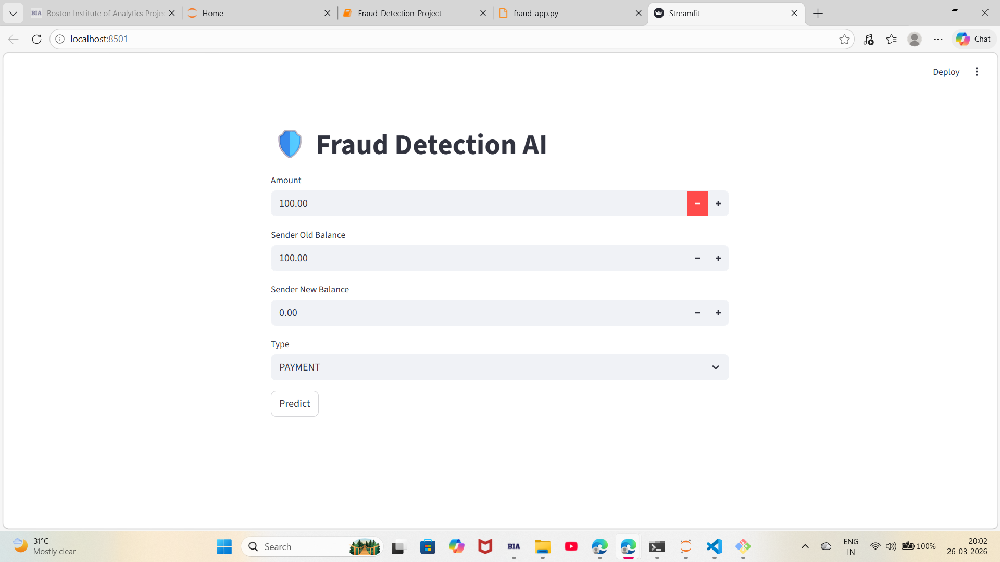 BIA Boston Institute of Analytics Projec
Home
Fraud_Detection_Project
fraud_app.py
Streamlit
localhost:8501
Chat
Deploy
Fraud Detection AI
Amount
100.00
Sender Old Balance
100.00
Sender New Balance
0.00
Type
PAYMENT
Predict
31°C
Mostly clear
Search
BIA
ENG
IN
100%
20:02
26-03-2026